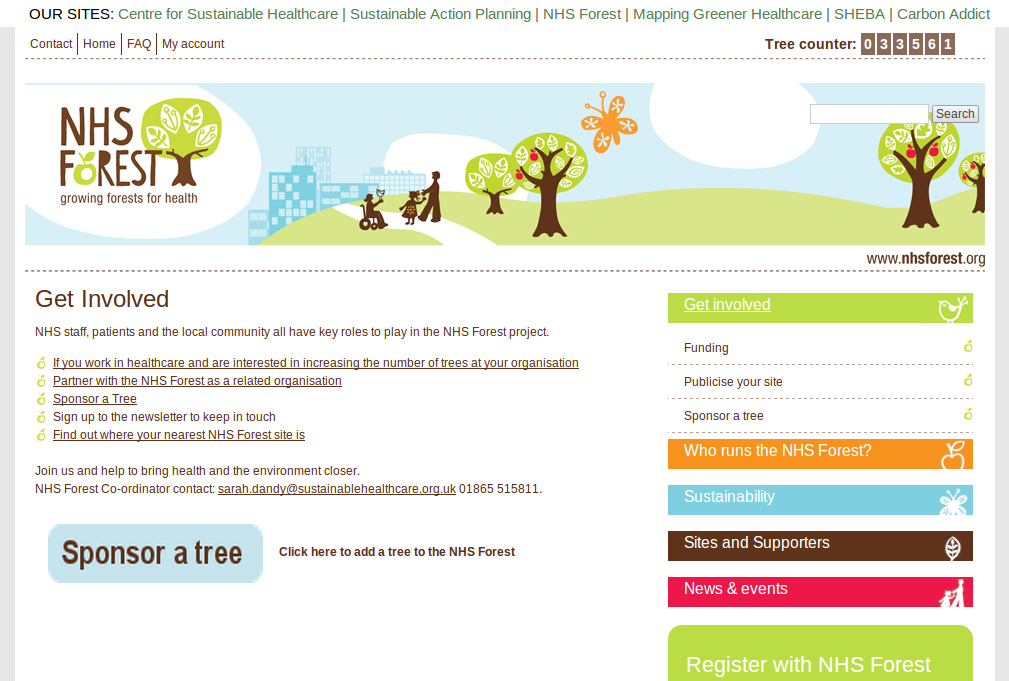 OUR SITES: Centre for Sustainable Healthcare | Sustainable Action Planning | NHS Forest | Mapping Greener Healthcare | SHEBA | Carbon Addict
Contact | Home | FAQ | My account
Tree counter: 033561
Search
NHS
FOREST
growing forests for health
www.nhsforest.org
Get Involved
NHS staff, patients and the local community all have key roles to play in the NHS Forest project.
If you work in healthcare and are interested in increasing the number of trees at your organisation
Partner with the NHS Forest as a related organisation
Sponsor a Tree
Sign up to the newsletter to keep in touch
Find out where your nearest NHS Forest site is
Join us and help to bring health and the environment closer.
NHS Forest Co-ordinator contact: sarah.dandy@sustainablehealthcare.org.uk 01865 515811.
Sponsor a tree
Click here to add a tree to the NHS Forest
Get involved
Funding
Publicise your site
Sponsor a tree
Who runs the NHS Forest?
Sustainability
Sites and Supporters
News & events
Register with NHS Forest